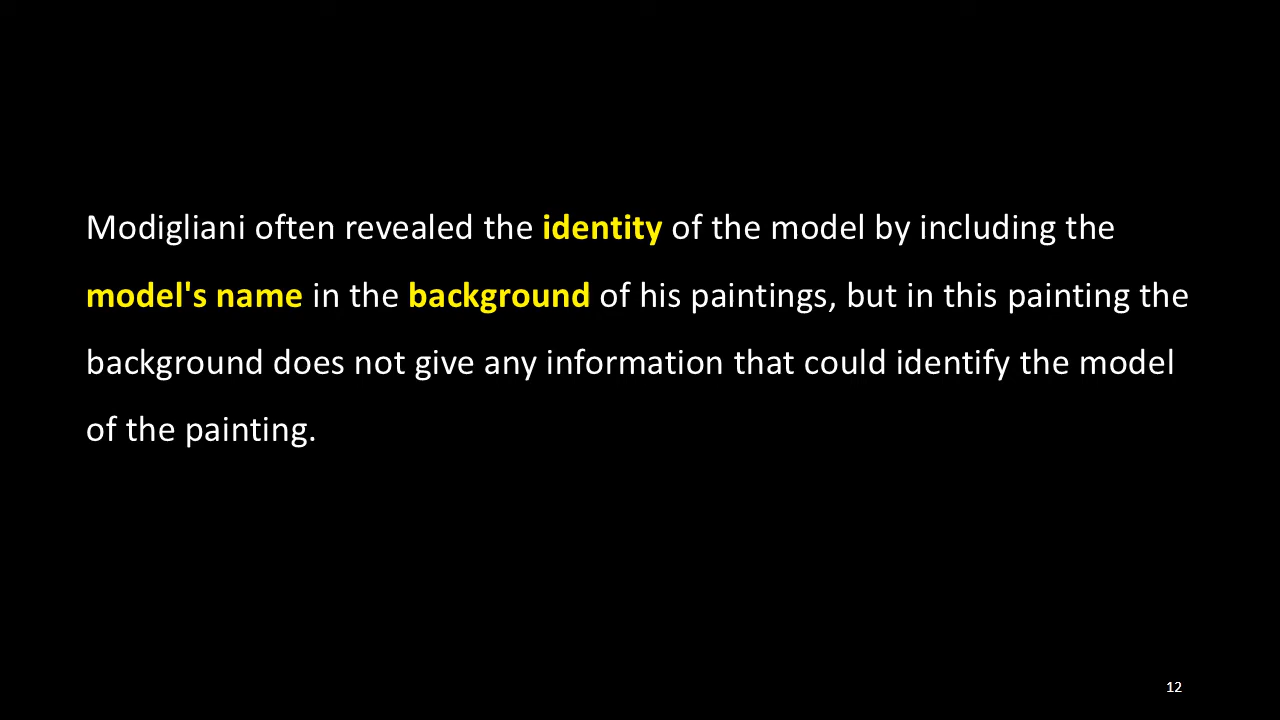 Modigliani often revealed the identity of the model by including the
model's name in the background of his paintings, but in this painting the
background does not give any information that could identify the model
of the painting.
12